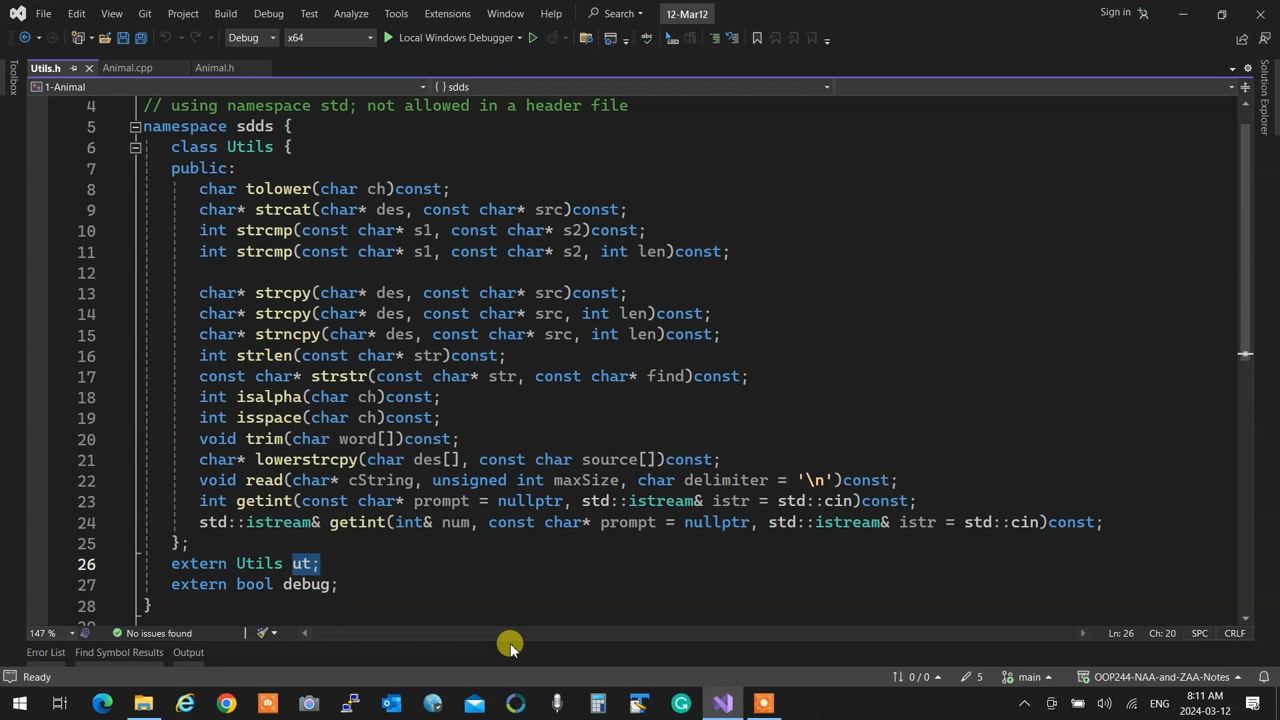 File Edit View Git Project Build Debug Test Analyze Tools Extensions Window Help Search 12-Mar12 Sign in
Debug x64 Local Windows Debugger
Utils.h Animal.cpp Animal.h
1-Animal { } sdds
4 // using namespace std; not allowed in a header file
5 namespace sdds {
6 class Utils {
7 public:
8 char tolower(char ch)const;
9 char* strcat(char* des, const char* src)const;
10 int strcmp(const char* s1, const char* s2)const;
11 int strcmp(const char* s1, const char* s2, int len)const;
12
13 char* strcpy(char* des, const char* src)const;
14 char* strcpy(char* des, const char* src, int len)const;
15 char* strncpy(char* des, const char* src, int len)const;
16 int strlen(const char* str)const;
17 const char* strstr(const char* str, const char* find)const;
18 int isalpha(char ch)const;
19 int isspace(char ch)const;
20 void trim(char word[])const;
21 char* lowerstrcpy(char des[], const char source[])const;
22 void read(char* cString, unsigned int maxSize, char delimiter = '\n')const;
23 int getint(const char* prompt = nullptr, std::istream& istr = std::cin)const;
24 std::istream& getint(int& num, const char* prompt = nullptr, std::istream& istr = std::cin)const;
25 };
26 extern Utils ut;
27 extern bool debug;
28 }
Toolbox
Solution Explorer
147 % No issues found Ln: 26 Ch: 20 SPC CRLF
Error List Find Symbol Results Output
Ready 0 / 0 5 main OOP244-NAA-and-ZAA-Notes
ENG 8:11 AM
2024-03-12